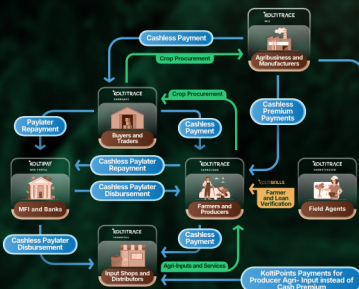 KOLTITRACE
MIS
Agribusiness and
Manufacturers
Cashless Payment
Crop Procurement
KOLTITRACE
Crop Procurement
Buyers and
Traders
Cashless
Premium
Payments
Paylater
Repayment
Cashless
Payment
KOLTIPAY
MFI and Banks
Cashless Paylater
Repayment
Cashless Paylater
Disbursement
KOLTITRACE
Farmers and
Producers
KOLTISKILLS
Farmer
and Loan
Verification
KOLTITRACE
Field Agents
Cashless Paylater
Disbursement
Cashless
Payment
KOLTITRACE
Input Shops and
Distributors
Agri-Inputs and Services
KoltiPoints Payments for
Producer Agri- Input instead of
Cash Premium